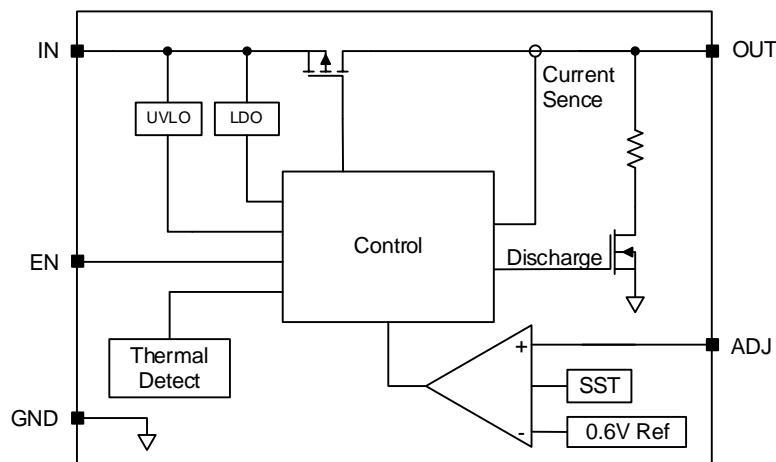 IN
OUT
Current
Sence
UVLO
LDO
Control
Discharge
EN
Thermal
Detect
+
ADJ
SST
-
0.6V Ref
GND